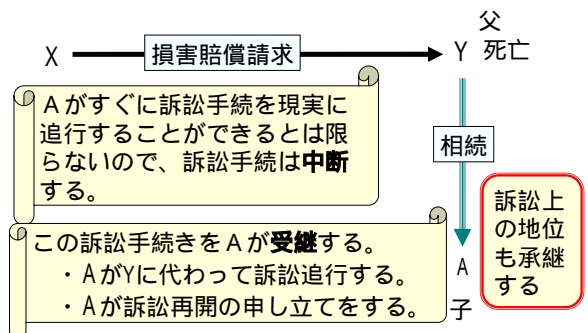 父
X
損害賠償請求
Y 死亡
Aがすぐに訴訟手続を現実に
追行することができるとは限
らないので、訴訟手続は中断
する。
相続
訴訟上
の地位
も承継
する
この訴訟手続きをAが受継する。
・AがYに代わって訴訟追行する。
・Aが訴訟再開の申し立てをする。
A
子